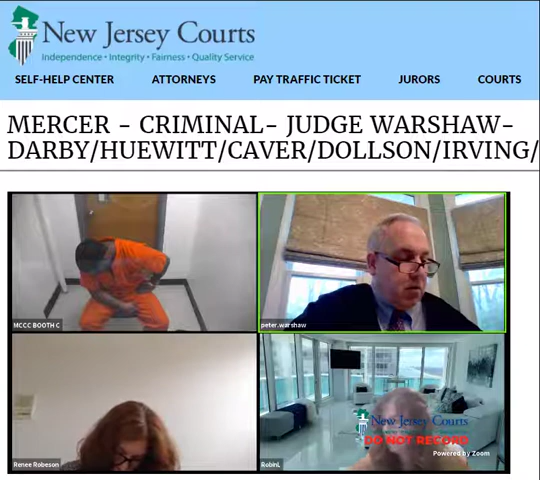 New Jersey Courts
Independence • Integrity • Fairness • Quality Service
SELF-HELP CENTER ATTORNEYS PAY TRAFFIC TICKET JURORS COURTS
MERCER - CRIMINAL- JUDGE WARSHAW-
DARBY/HUEWITT/CAVER/DOLLSON/IRVING/
MCCC BOOTH C
peter.warshaw
New Jersey Courts
DO NOT RECORD
Powered by Zoom
Renee Robeson
RobinL